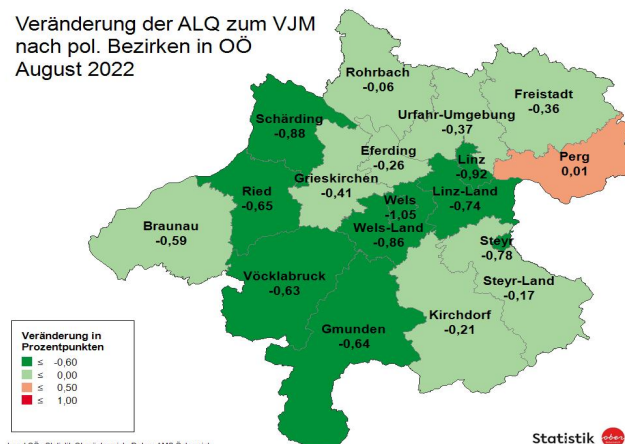 Veränderung der ALQ zum VJM
nach pol. Bezirken in OÖ
August 2022
Rohrbach
-0,06
Freistadt
-0,36
Schärding
-0,88
Urfahr-Umgebung
-0,37
Eferding
-0,26
Linz
-0,92
Perg
0,01
Grieskirchen
-0,41
Ried
-0,65
Wels
-1,05
Linz-Land
-0,74
Braunau
-0,59
Wels-Land
-0,86
Steyr
-0,78
Vöcklabruck
-0,63
Steyr-Land
-0,17
Kirchdorf
-0,21
Gmunden
-0,64
Veränderung in
Prozentpunkten
≤ -0,60
≤ 0,00
≤ 0,50
≤ 1,00
Statistik